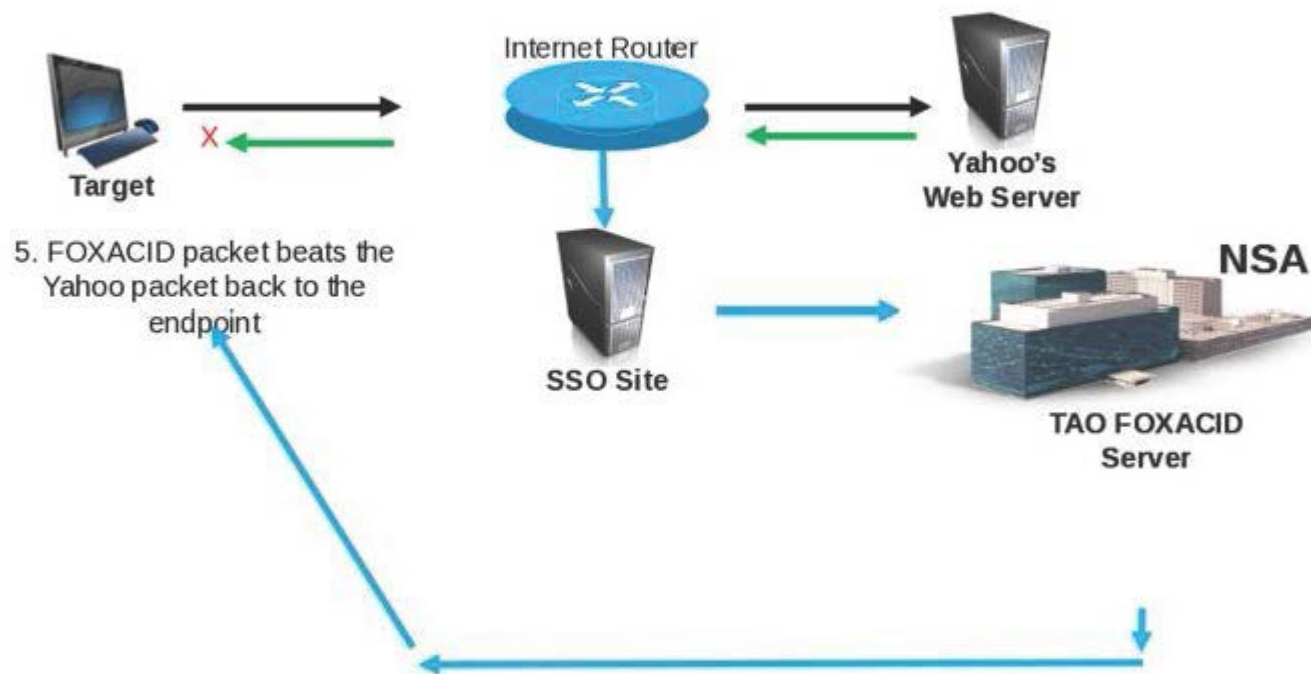 Internet Router
Target
Yahoo's
Web Server
5. FOXACID packet beats the
Yahoo packet back to the
endpoint
X
SSO Site
NSA
TAO FOXACID
Server